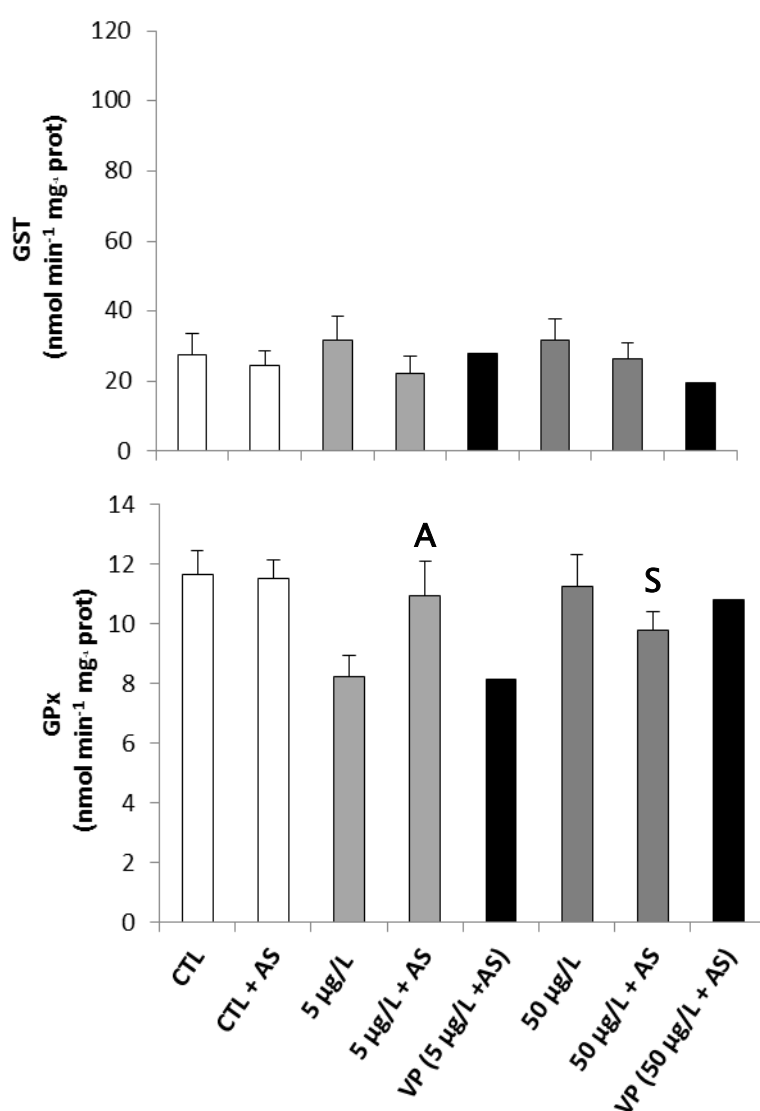 120
100
80
60
40
20
0
GST
(nmol min⁻¹ mg⁻¹ prot)
14
12
10
8
6
4
2
0
GPx
(nmol min⁻¹ mg⁻¹ prot)
A
S
CTL
CTL + AS
5 µg/L
5 µg/L + AS
VP (5 µg/L +AS)
50 µg/L
50 µg/L + AS
VP (50 µg/L + AS)